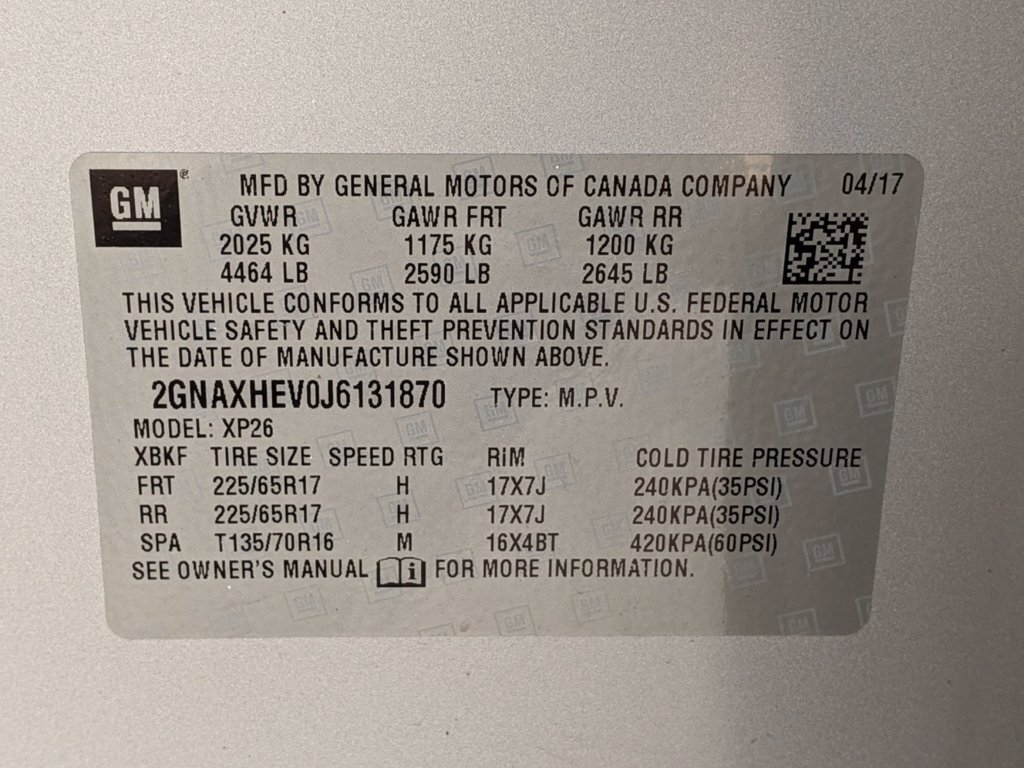 GM ® MFD BY GENERAL MOTORS OF CANADA COMPANY 04/17
GVWR GAWR FRT GAWR RR
2025 KG 1175 KG 1200 KG
4464 LB 2590 LB 2645 LB
THIS VEHICLE CONFORMS TO ALL APPLICABLE U.S. FEDERAL MOTOR
VEHICLE SAFETY AND THEFT PREVENTION STANDARDS IN EFFECT ON
THE DATE OF MANUFACTURE SHOWN ABOVE.
2GNAXHEV0J6131870 TYPE: M.P.V.
MODEL: XP26
XBKF TIRE SIZE SPEED RTG RiM COLD TIRE PRESSURE
FRT 225/65R17 H 17X7J 240KPA(35PSI)
RR 225/65R17 H 17X7J 240KPA(35PSI)
SPA T135/70R16 M 16X4BT 420KPA(60PSI)
SEE OWNER'S MANUAL i FOR MORE INFORMATION.